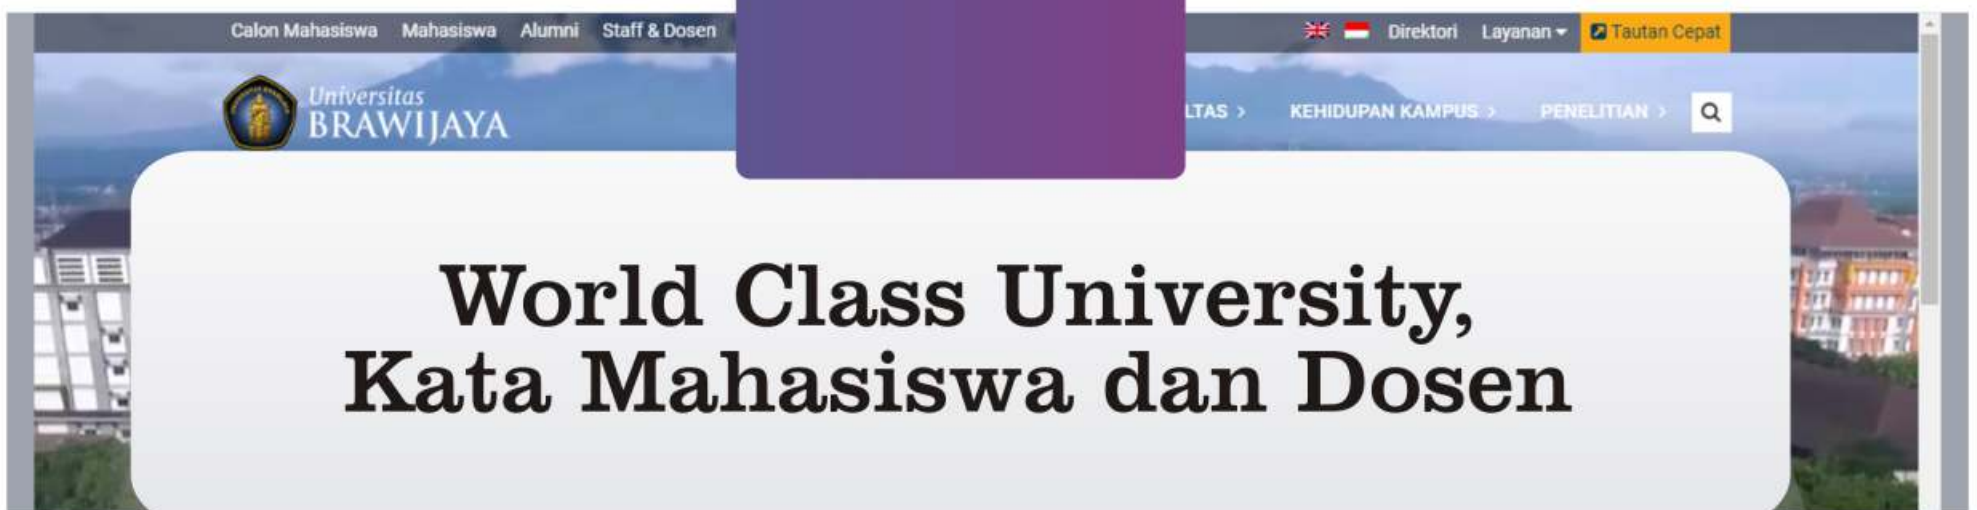 Calon Mahasiswa Mahasiswa Alumni Staff & Dosen Direktori Layanan Tautan Cepat
Universitas
BRAWIJAYA
LTAS > KEHIDUPAN KAMPUS > PENELITIAN >
World Class University,
Kata Mahasiswa dan Dosen